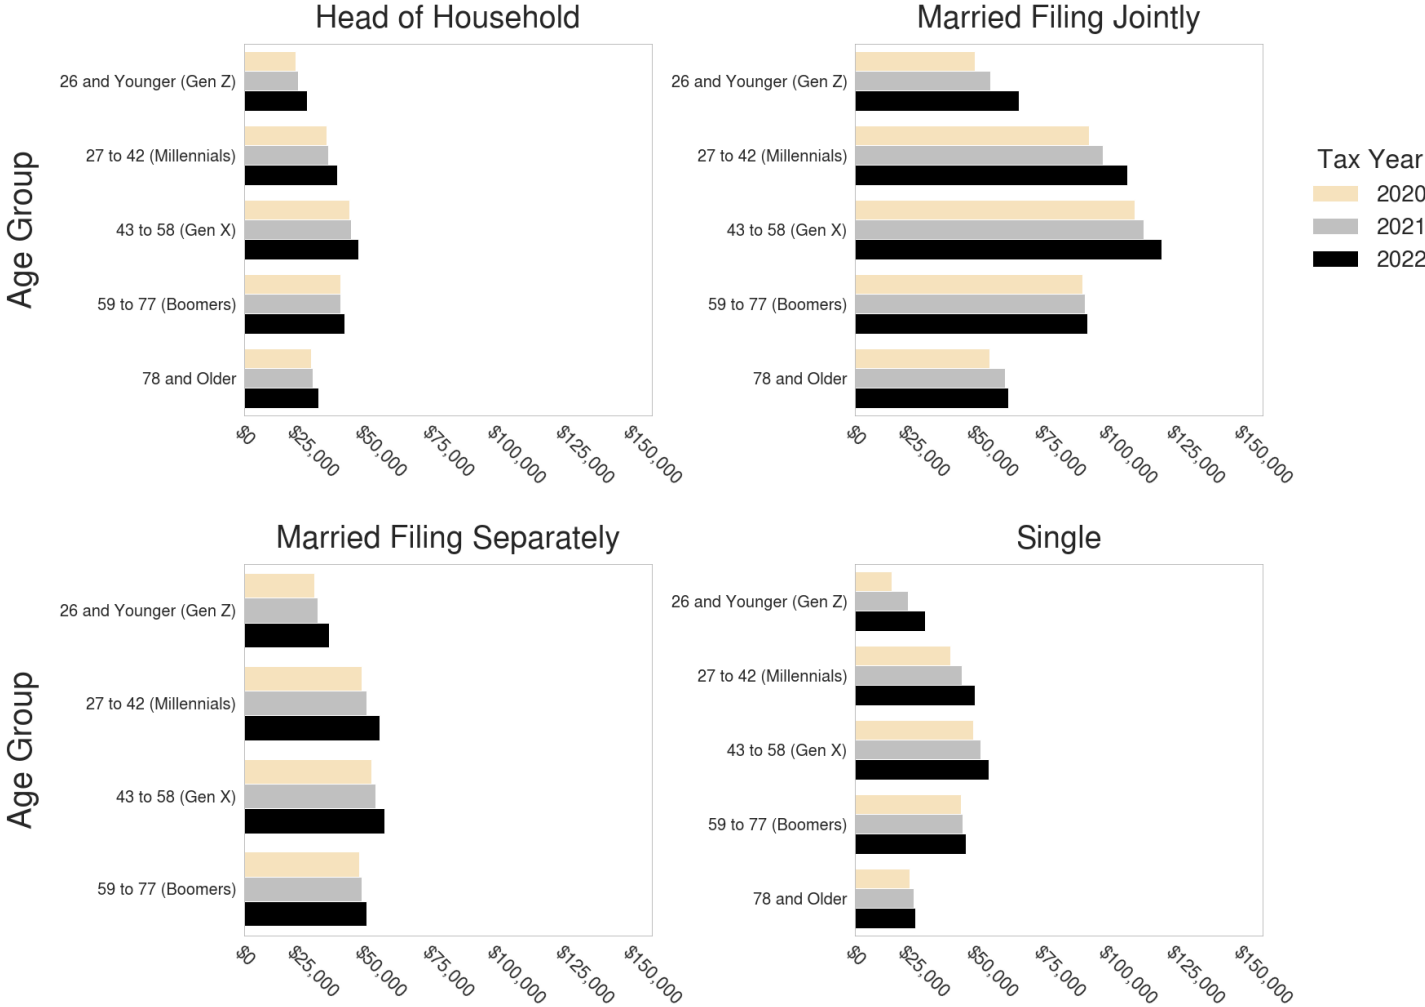 Head of Household
Married Filing Jointly
Age Group
26 and Younger (Gen Z)
27 to 42 (Millennials)
43 to 58 (Gen X)
59 to 77 (Boomers)
78 and Older
$0
$25,000
$50,000
$75,000
$100,000
$125,000
$150,000
26 and Younger (Gen Z)
27 to 42 (Millennials)
43 to 58 (Gen X)
59 to 77 (Boomers)
78 and Older
$0
$25,000
$50,000
$75,000
$100,000
$125,000
$150,000
Tax Year
2020
2021
2022
Married Filing Separately
Single
Age Group
26 and Younger (Gen Z)
27 to 42 (Millennials)
43 to 58 (Gen X)
59 to 77 (Boomers)
$0
$25,000
$50,000
$75,000
$100,000
$125,000
$150,000
26 and Younger (Gen Z)
27 to 42 (Millennials)
43 to 58 (Gen X)
59 to 77 (Boomers)
78 and Older
$0
$25,000
$50,000
$75,000
$100,000
$125,000
$150,000